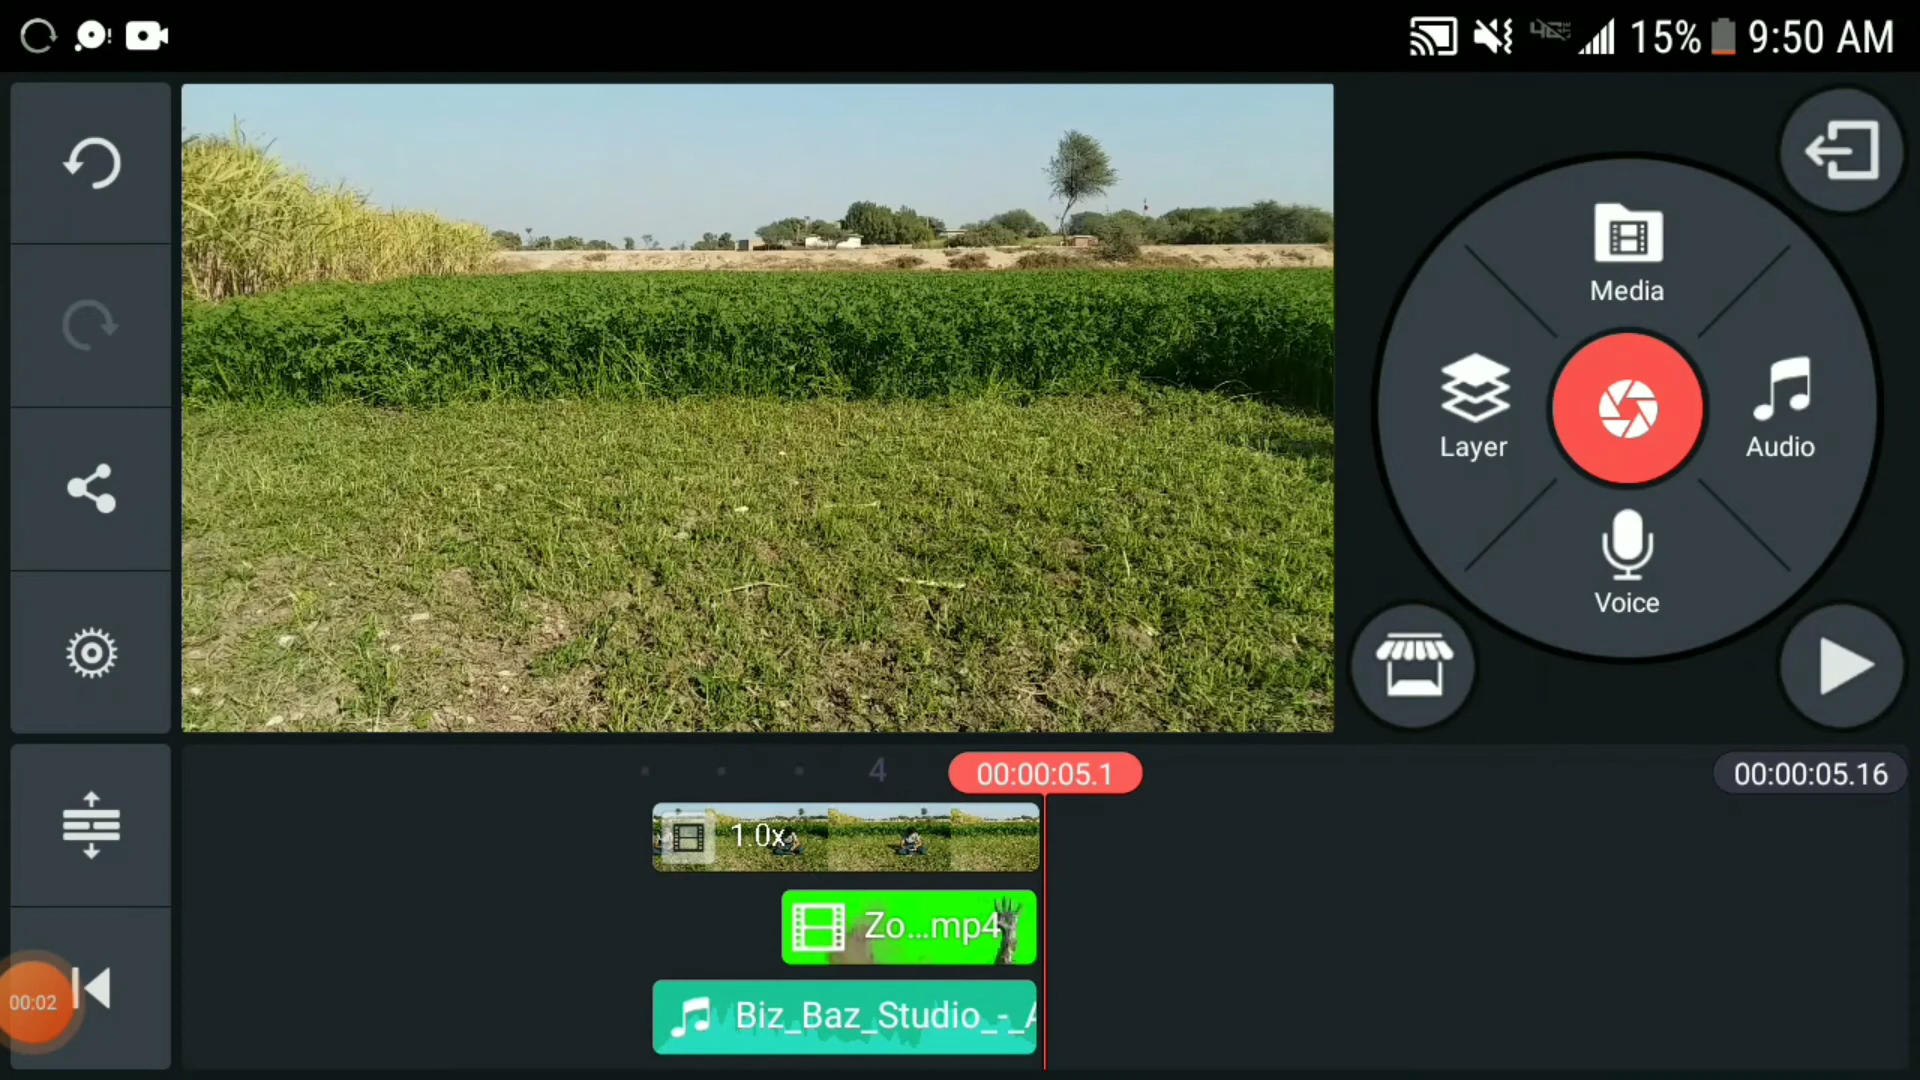 15% 9:50 AM
Media
Layer
Audio
Voice
4
00:00:05.1
00:00:05.16
1.0x
Zo...mp4
00:02
Biz_Baz_Studio_-_